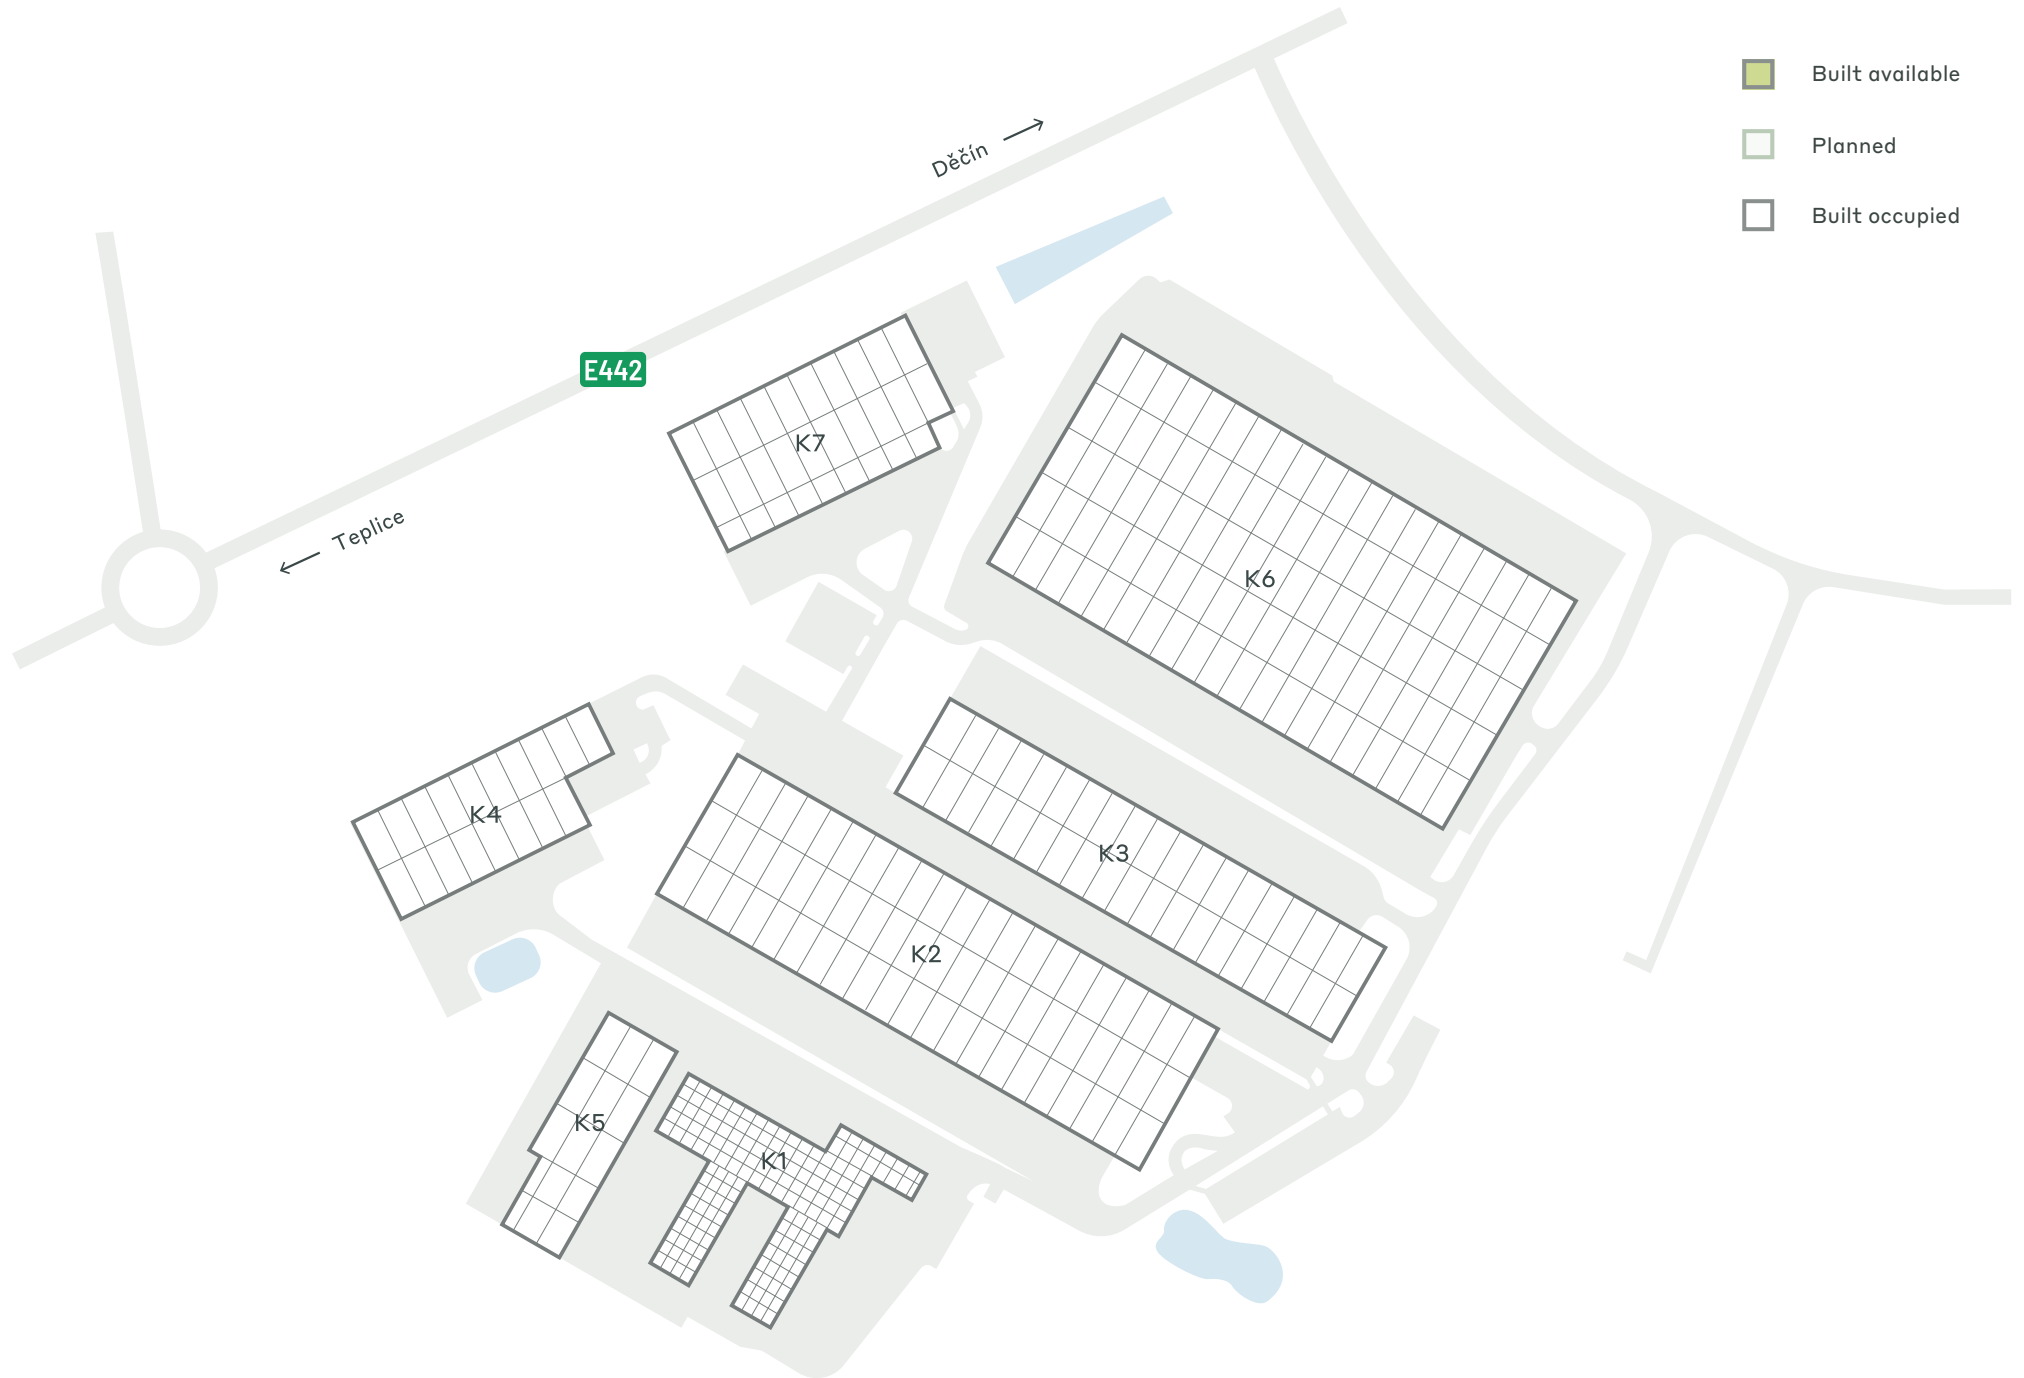 Built available
Planned
Built occupied
Děčín
E442
K7
Teplice
K6
K4
K3
K2
K5
K1